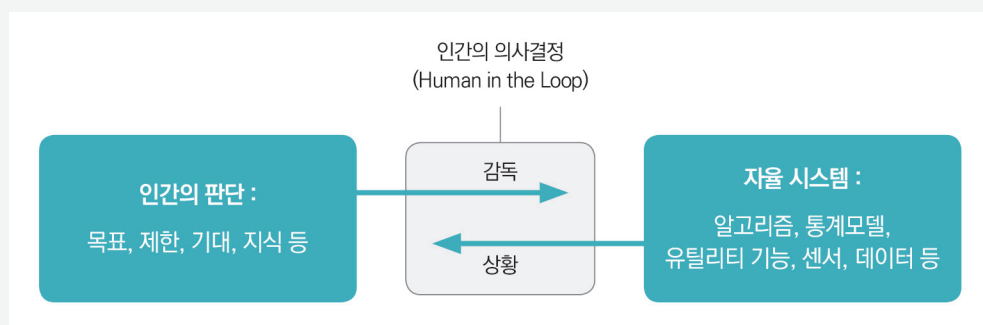 인간의 의사결정
(Human in the Loop)
인간의 판단 :
목표, 제한, 기대, 지식 등
감독
상황
자율 시스템 :
알고리즘, 통계모델,
유틸리티 기능, 센서, 데이터 등